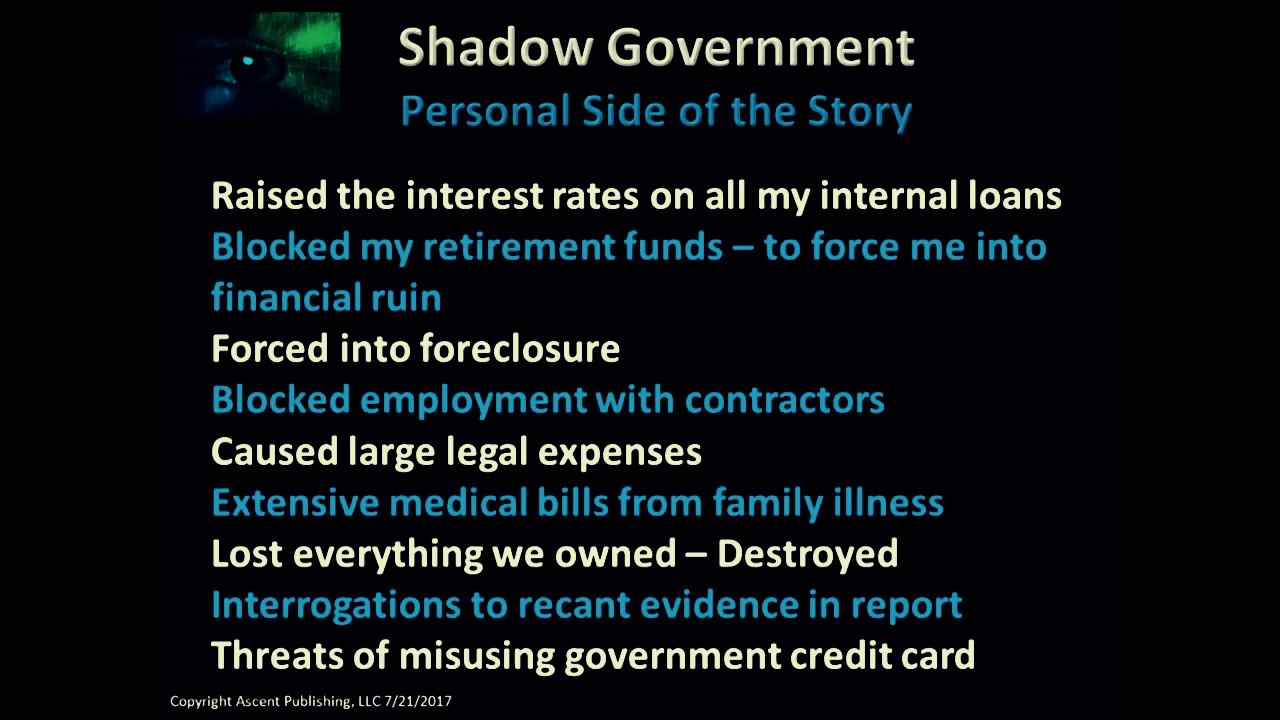 Shadow Government
Personal Side of the Story
Raised the interest rates on all my internal loans
Blocked my retirement funds – to force me into
financial ruin
Forced into foreclosure
Blocked employment with contractors
Caused large legal expenses
Extensive medical bills from family illness
Lost everything we owned – Destroyed
Interrogations to recant evidence in report
Threats of misusing government credit card
Copyright Ascent Publishing, LLC 7/21/2017